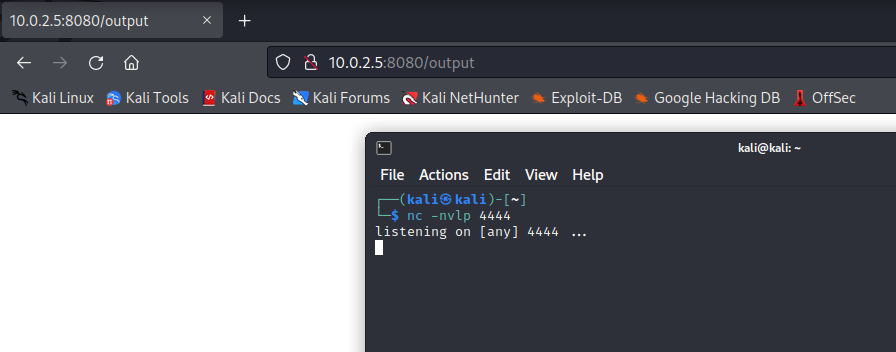 10.0.2.5:8080/output
10.0.2.5:8080/output
Kali Linux Kali Tools Kali Docs Kali Forums Kali NetHunter Exploit-DB Google Hacking DB OffSec
kali@kali: ~
File Actions Edit View Help
┌──(kali㉿kali)-[~]
└─$ nc -nvlp 4444
listening on [any] 4444 ...